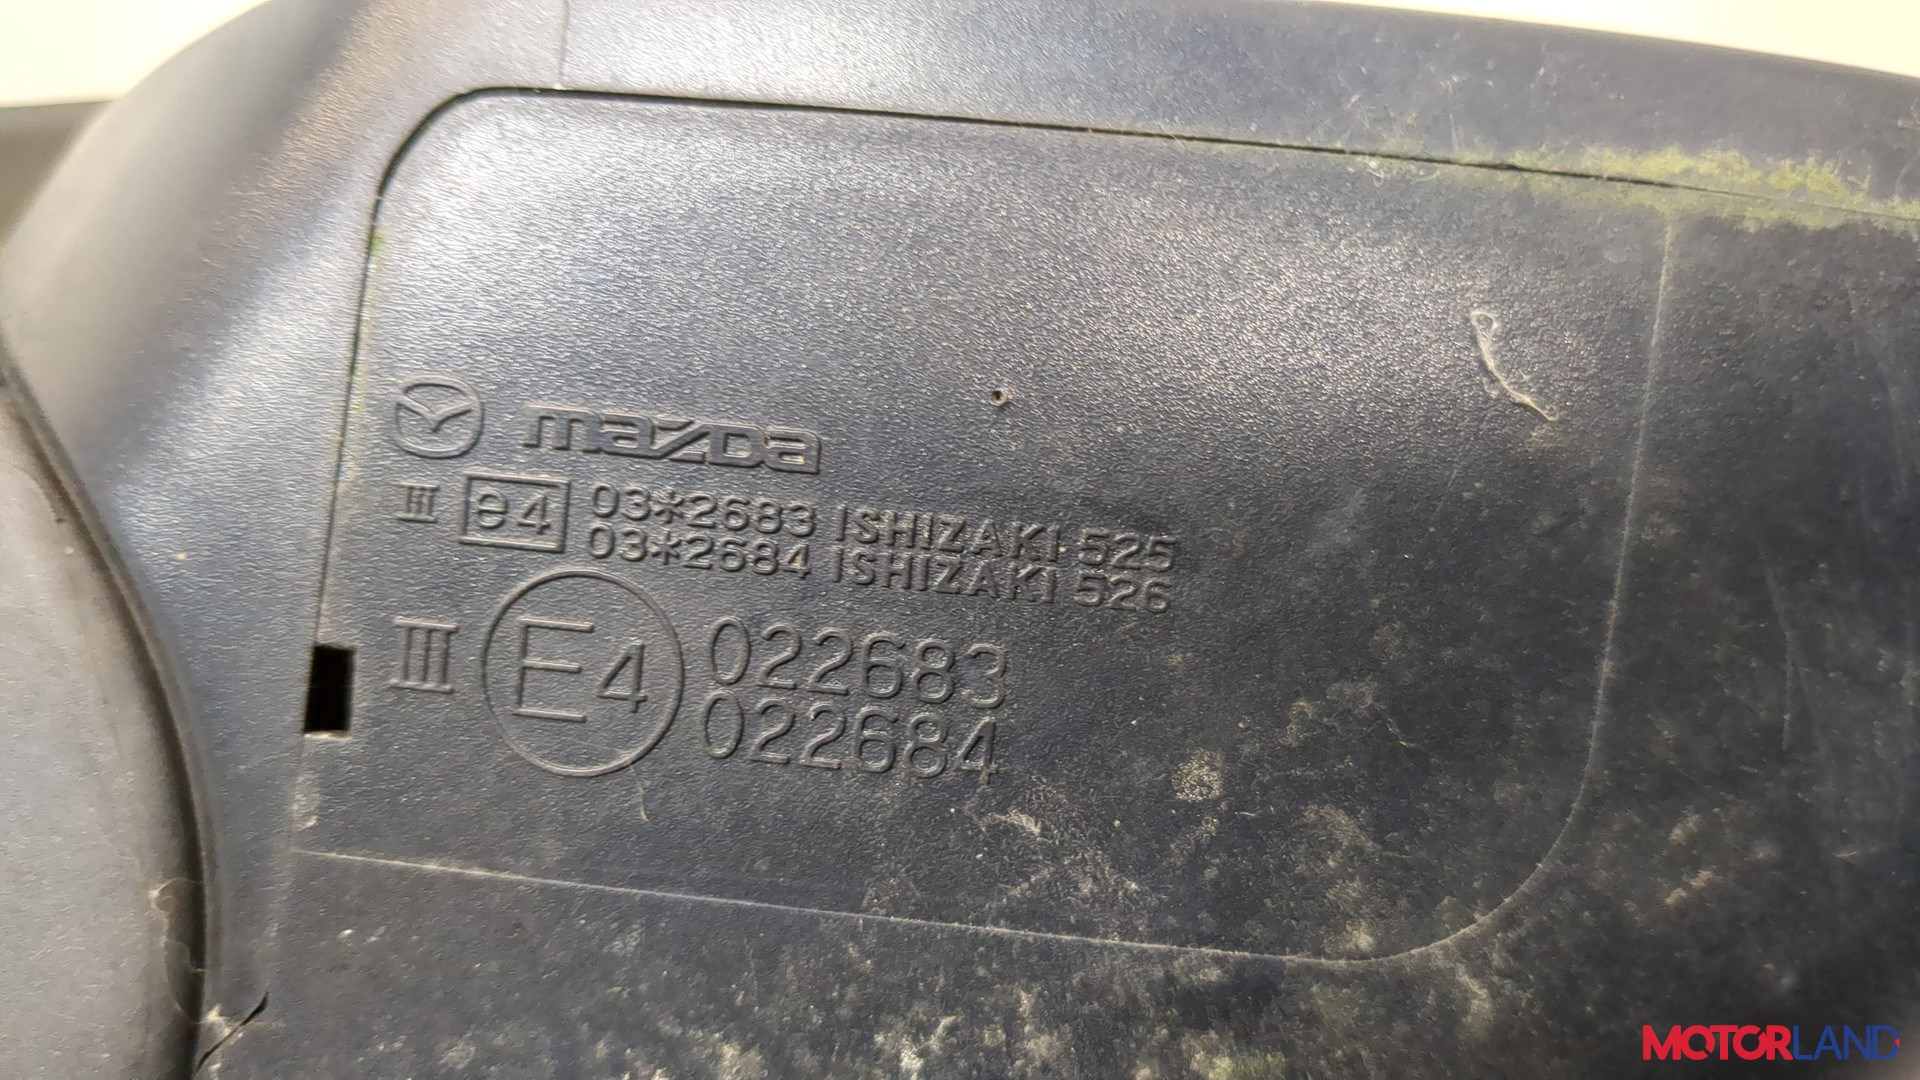 mazda
III e4 03*2683 ISHIZAKI 525
03*2684 ISHIZAKI 526
III E4 022683
022684
MOTORLAND